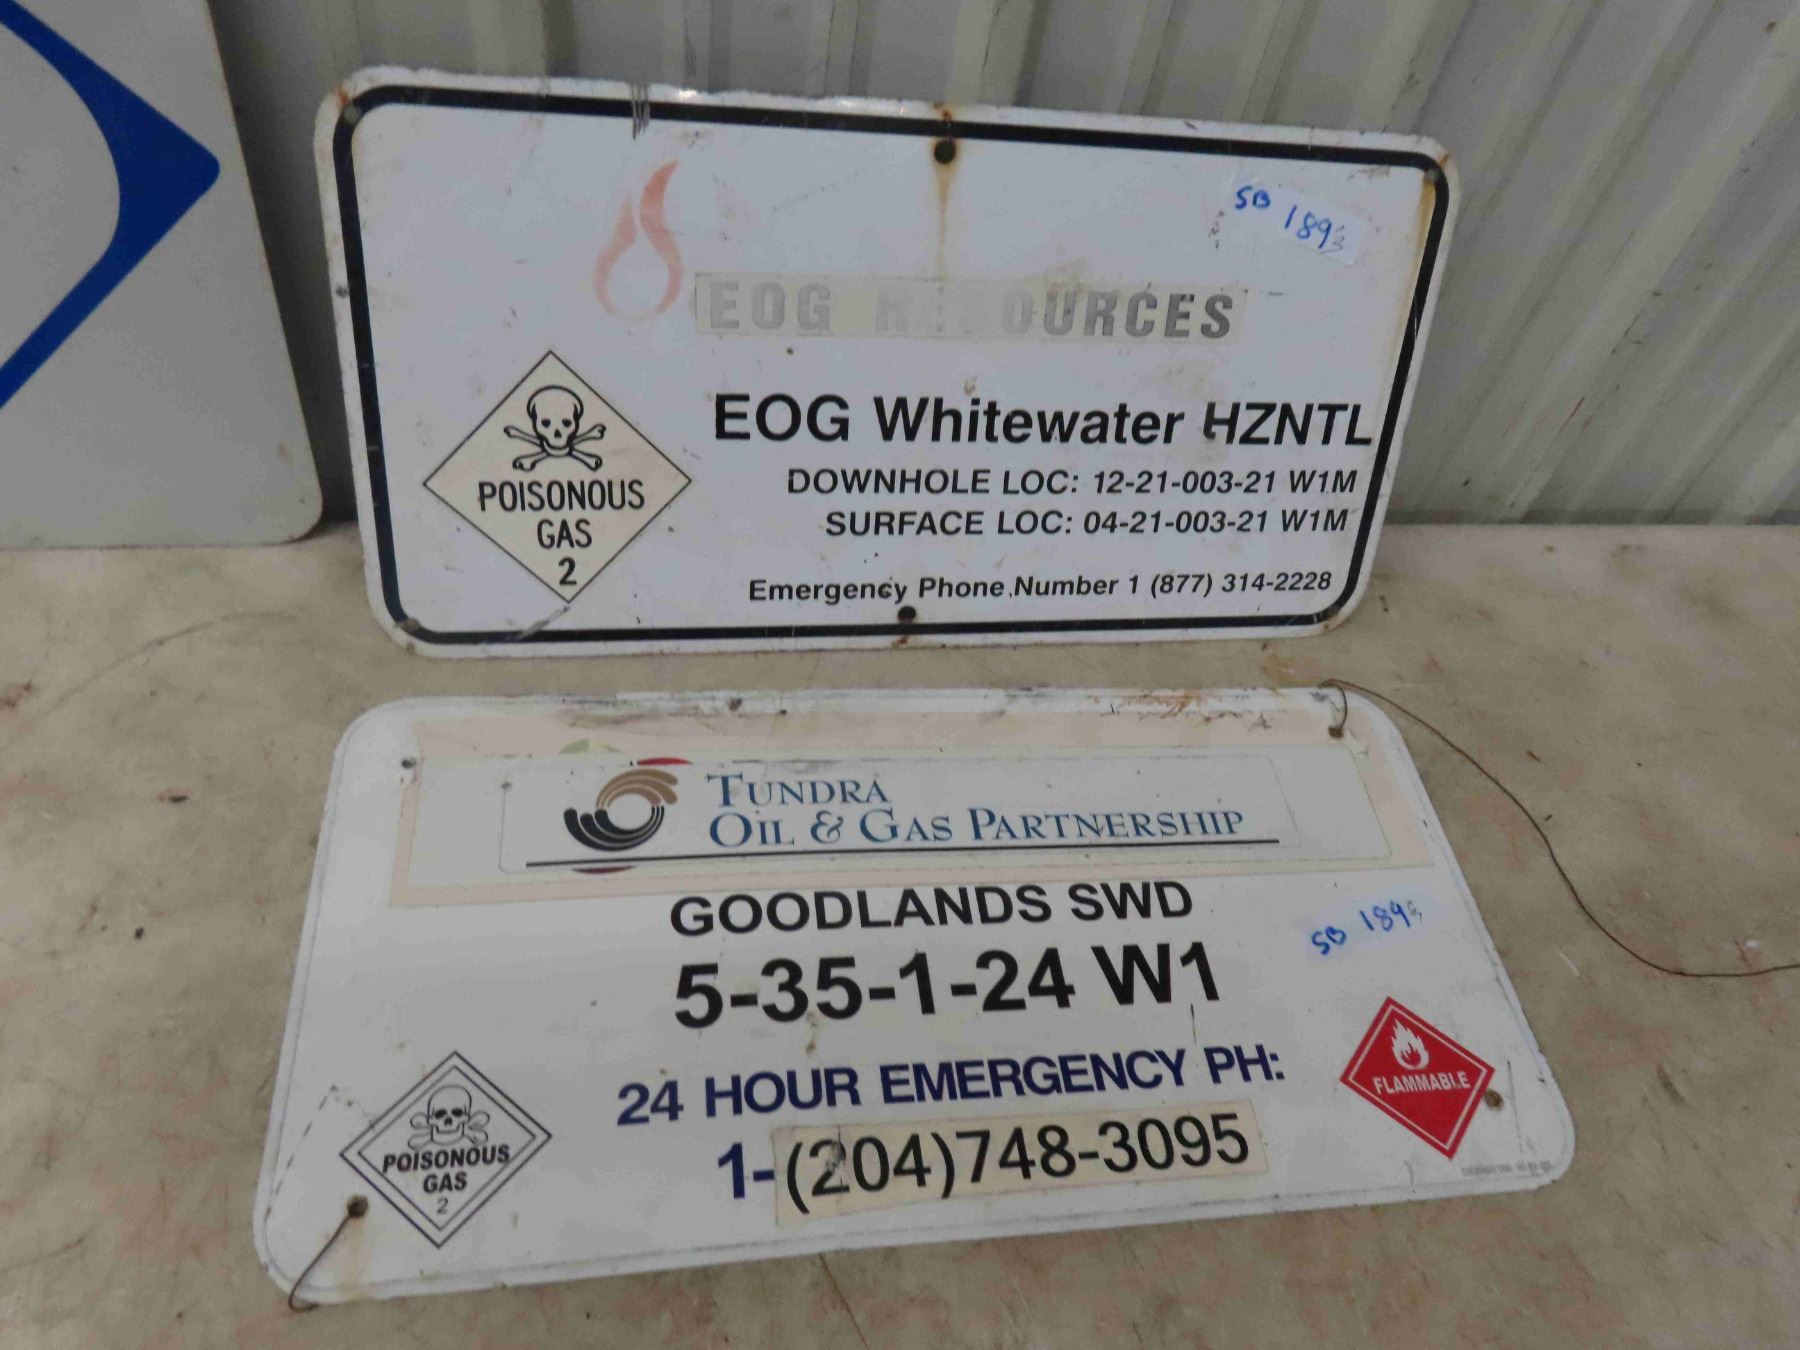 SB 189
EOG RESOURCES
EOG Whitewater HZNTL
DOWNHOLE LOC: 12-21-003-21 W1M
SURFACE LOC: 04-21-003-21 W1M
Emergency Phone Number 1 (877) 314-2228
POISONOUS
GAS
2
TUNDRA
OIL & GAS PARTNERSHIP
GOODLANDS SWD
5-35-1-24 W1
SB 189
24 HOUR EMERGENCY PH:
1-(204)748-3095
POISONOUS
GAS
2
FLAMMABLE